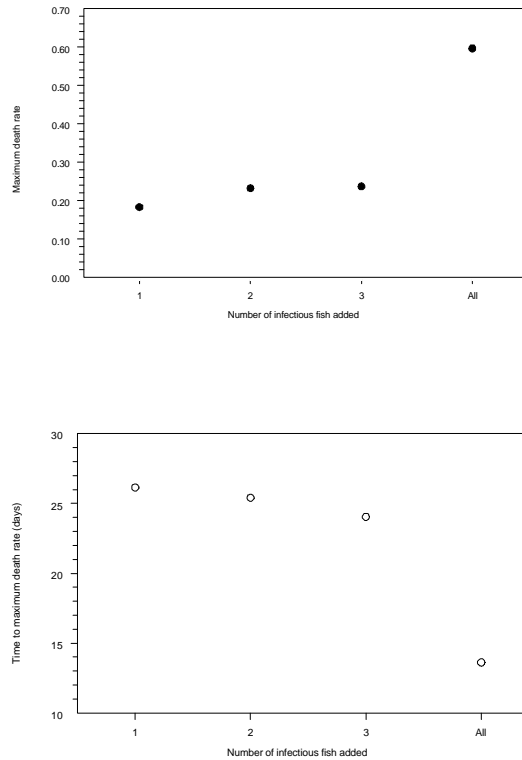 0.70
0.60
0.50
0.40
0.30
0.20
0.10
0.00
Maximum death rate
1 2 3 All
Number of infectious fish added
30
25
20
15
10
Time to maximum death rate (days)
1 2 3 All
Number of infectious fish added